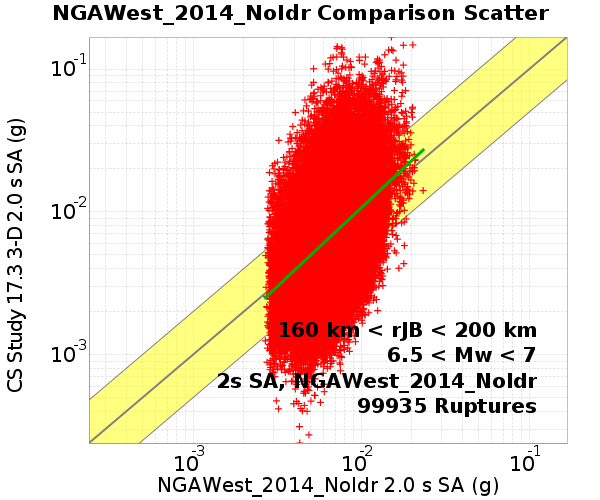 NGAWest_2014_NoIdr Comparison Scatter
CS Study 17.3 3-D 2.0 s SA (g)
10-1
10-2
10-3
160 km < rJB < 200 km
6.5 < Mw < 7
2s SA, NGAWest_2014_NoIdr
99935 Ruptures
10-3 10-2 10-1
NGAWest_2014_NoIdr 2.0 s SA (g)